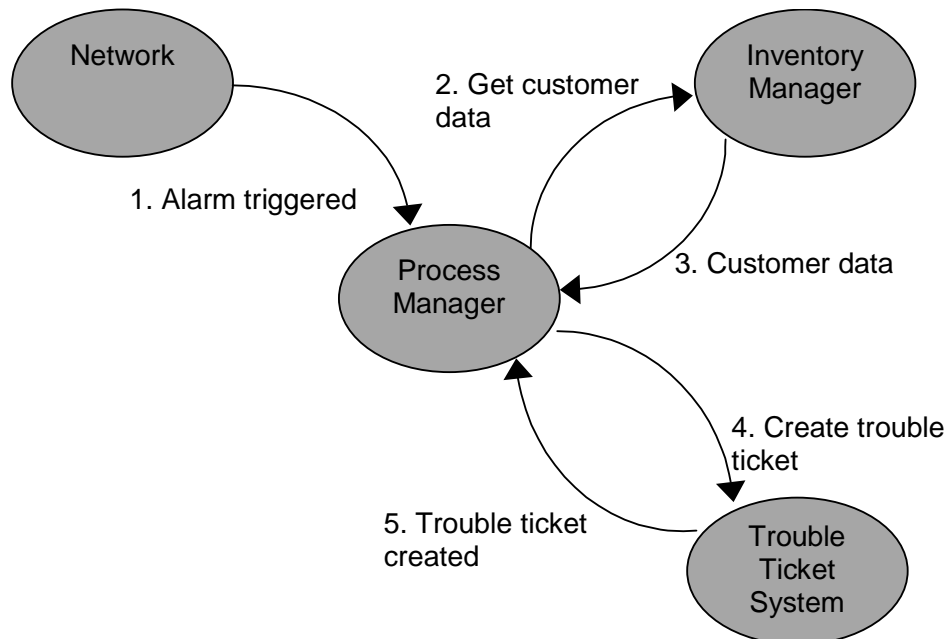 Network
Inventory
Manager
2. Get customer
data
1. Alarm triggered
Process
Manager
3. Customer data
4. Create trouble
ticket
5. Trouble ticket
created
Trouble
Ticket
System